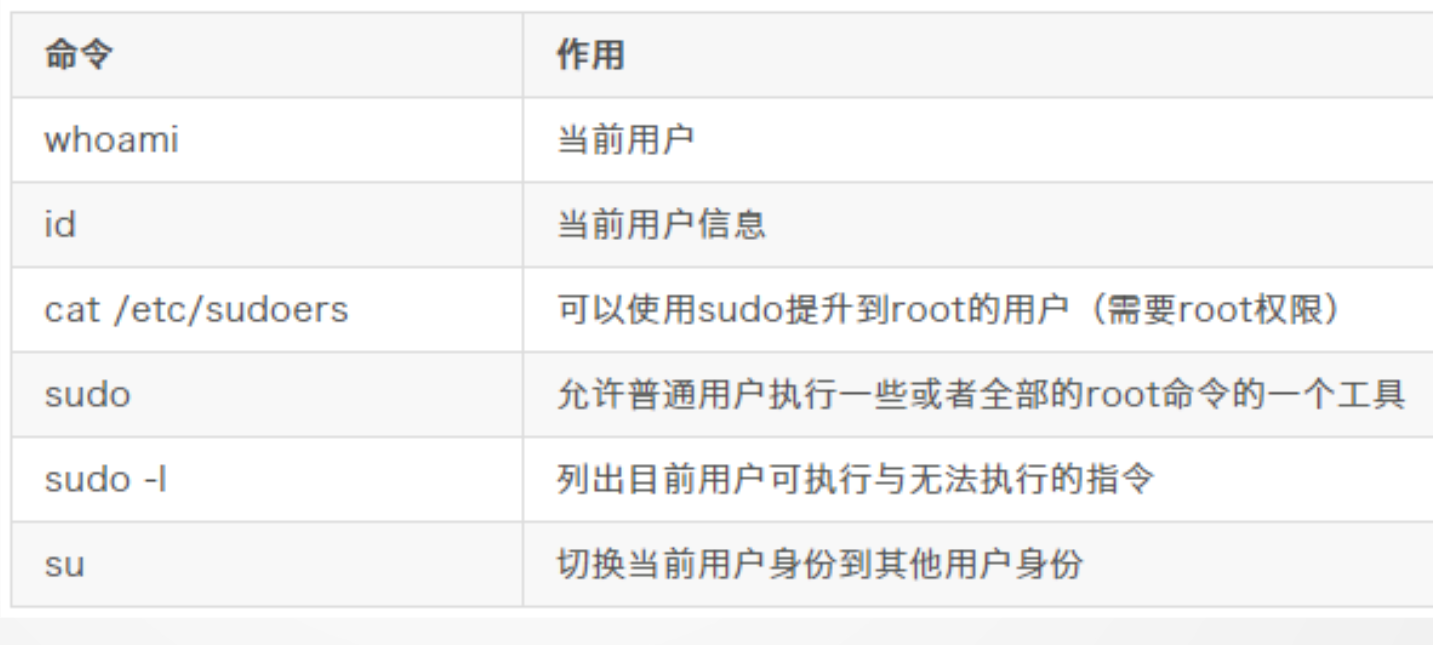 命令 作用
whoami 当前用户
id 当前用户信息
cat /etc/sudoers 可以使用sudo提升到root的用户（需要root权限）
sudo 允许普通用户执行一些或者全部的root命令的一个工具
sudo -l 列出目前用户可执行与无法执行的指令
su 切换当前用户身份到其他用户身份